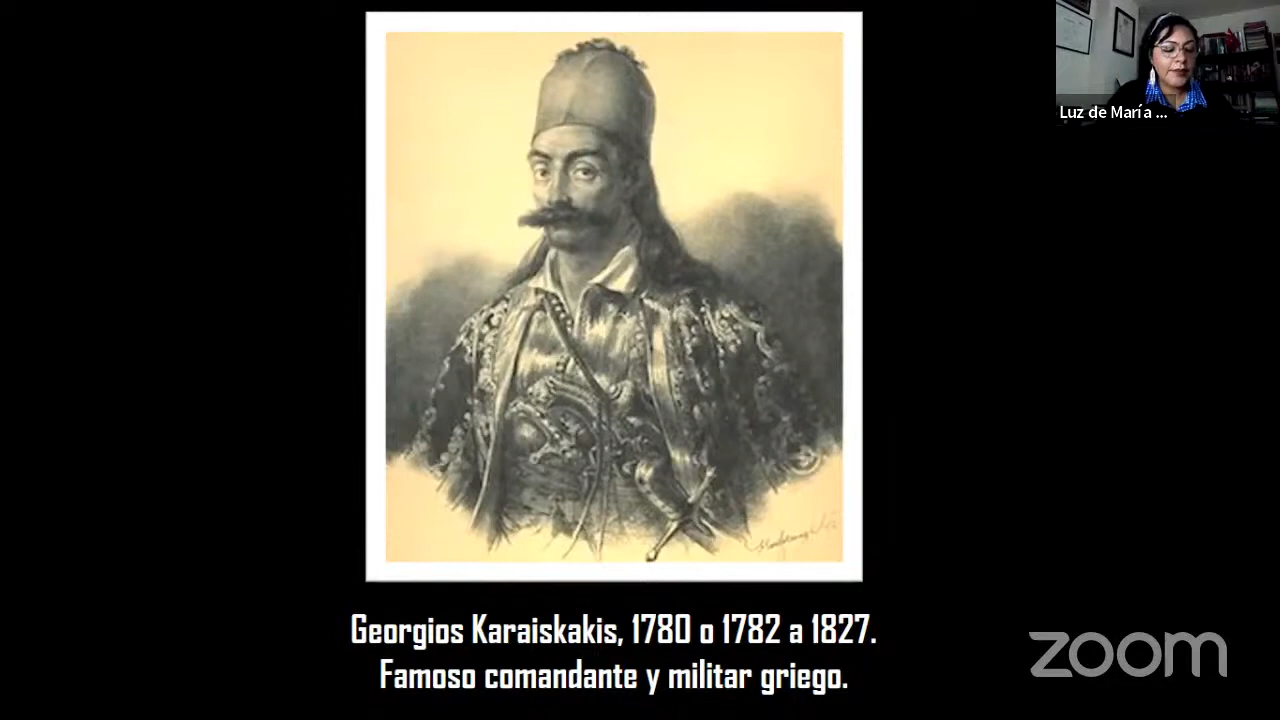 Luz de María ...
Georgios Karaiskakis, 1780 o 1782 a 1827.
Famoso comandante y militar griego.
zoom